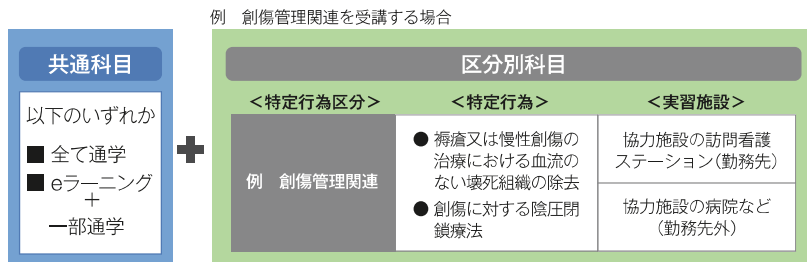 例　創傷管理関連を受講する場合
共通科目
以下のいずれか
■ 全て通学
■ eラーニング
＋
一部通学
区分別科目
＜特定行為区分＞
例　創傷管理関連
＜特定行為＞
● 褥瘡又は慢性創傷の
治療における血流の
ない壊死組織の除去
● 創傷に対する陰圧閉
鎖療法
＜実習施設＞
協力施設の訪問看護
ステーション（勤務先）
協力施設の病院など
（勤務先外）